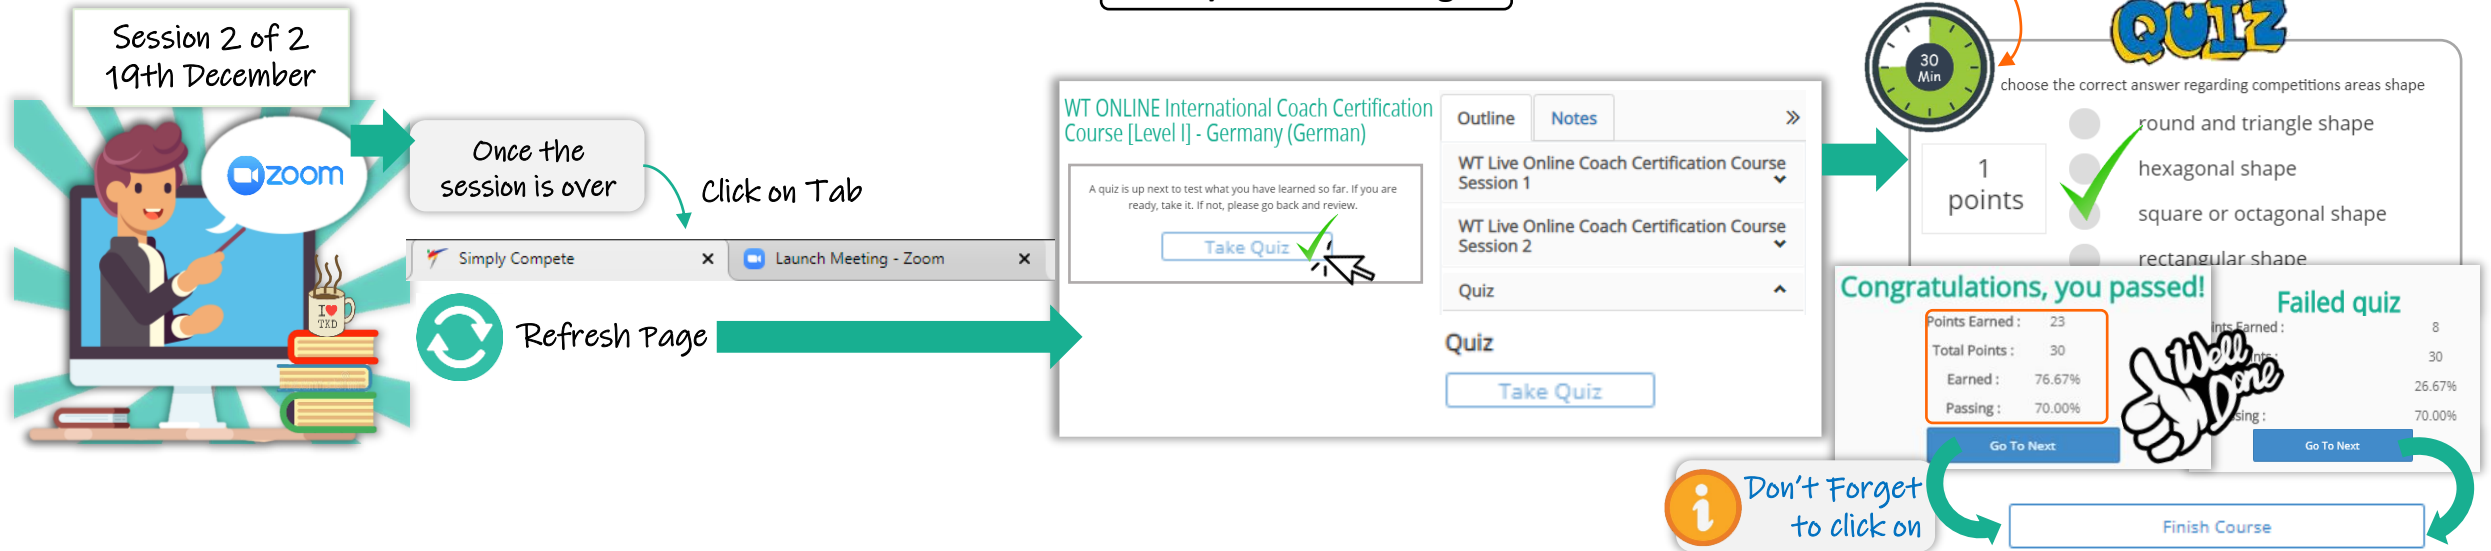 Session 2 of 2
19th December
zoom
I ♥
TKD
Once the
session is over
Click on Tab
Simply Compete
Launch Meeting - Zoom
Refresh Page
WT ONLINE International Coach Certification
Course [Level I] - Germany (German)
A quiz is up next to test what you have learned so far. If you are
ready, take it. If not, please go back and review.
Take Quiz
Outline
Notes
WT Live Online Coach Certification Course
Session 1
WT Live Online Coach Certification Course
Session 2
Quiz
Quiz
Take Quiz
30
Min
QUIZ
choose the correct answer regarding competitions areas shape
1
points
round and triangle shape
hexagonal shape
square or octagonal shape
rectangular shape
Congratulations, you passed!
Points Earned : 23
Total Points : 30
Earned : 76.67%
Passing : 70.00%
Go To Next
Well
Done
Failed quiz
Earned : 8
30
26.67%
70.00%
Go To Next
Don't Forget
to click on
Finish Course